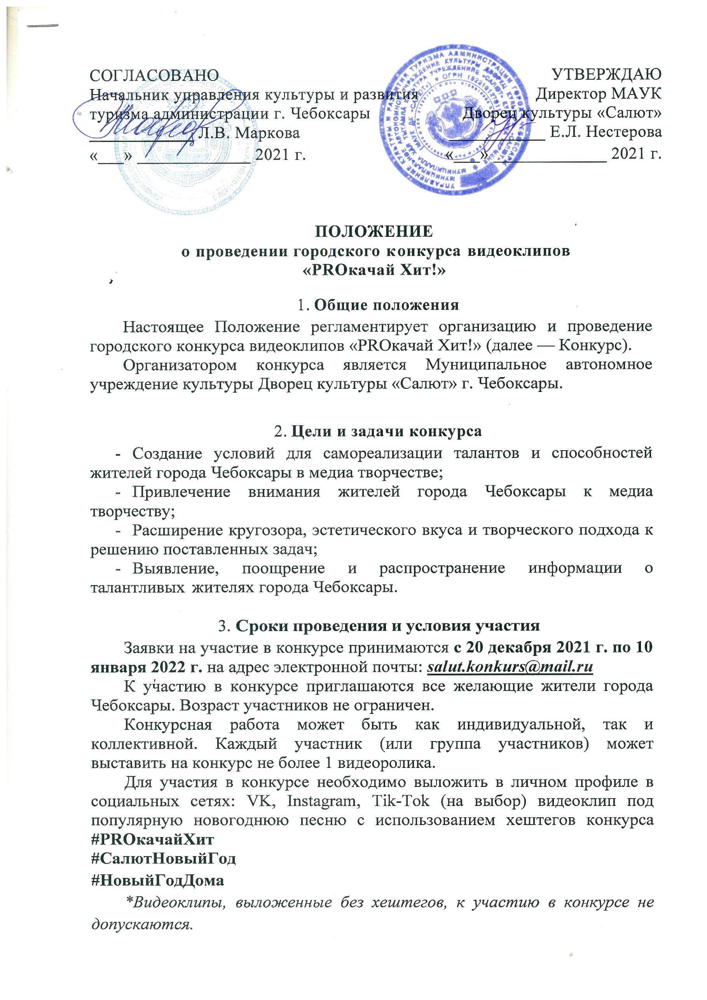 СОГЛАСОВАНО
Начальник управления культуры и развития
туризма администрации г. Чебоксары
____________ Л.В. Маркова
«___» _____________ 2021 г.
УТВЕРЖДАЮ
Директор МАУК
Дворец культуры «Салют»
___________ Е.Л. Нестерова
«___» _____________ 2021 г.
ПОЛОЖЕНИЕ
о проведении городского конкурса видеоклипов
«PROкачай Хит!»
1. Общие положения
Настоящее Положение регламентирует организацию и проведение
городского конкурса видеоклипов «PROкачай Хит!» (далее — Конкурс).
Организатором конкурса является Муниципальное автономное
учреждение культуры Дворец культуры «Салют» г. Чебоксары.
2. Цели и задачи конкурса
- Создание условий для самореализации талантов и способностей
жителей города Чебоксары в медиа творчестве;
- Привлечение внимания жителей города Чебоксары к медиа
творчеству;
- Расширение кругозора, эстетического вкуса и творческого подхода к
решению поставленных задач;
- Выявление, поощрение и распространение информации о
талантливых жителях города Чебоксары.
3. Сроки проведения и условия участия
Заявки на участие в конкурсе принимаются с 20 декабря 2021 г. по 10
января 2022 г. на адрес электронной почты: salut.konkurs@mail.ru
К участию в конкурсе приглашаются все желающие жители города
Чебоксары. Возраст участников не ограничен.
Конкурсная работа может быть как индивидуальной, так и
коллективной. Каждый участник (или группа участников) может
выставить на конкурс не более 1 видеоролика.
Для участия в конкурсе необходимо выложить в личном профиле в
социальных сетях: VK, Instagram, Tik-Tok (на выбор) видеоклип под
популярную новогоднюю песню с использованием хештегов конкурса
#PROкачайХит
#СалютНовыйГод
#НовыйГодДома
*Видеоклипы, выложенные без хештегов, к участию в конкурсе не
допускаются.